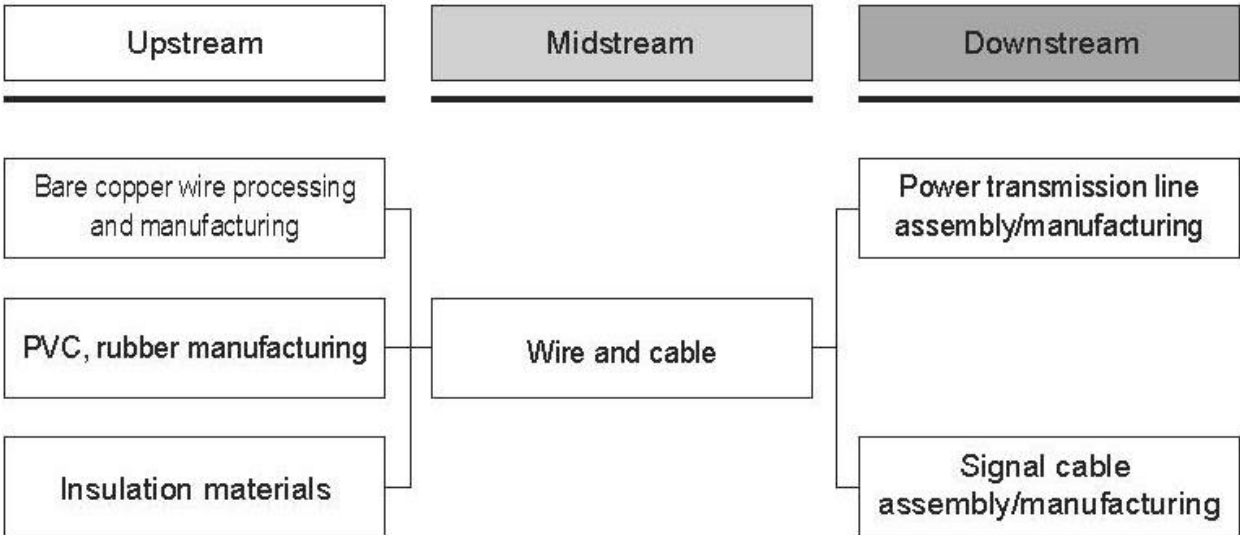 Upstream
Midstream
Downstream
Bare copper wire processing
and manufacturing
Power transmission line
assembly/manufacturing
PVC, rubber manufacturing
Wire and cable
Insulation materials
Signal cable
assembly/manufacturing